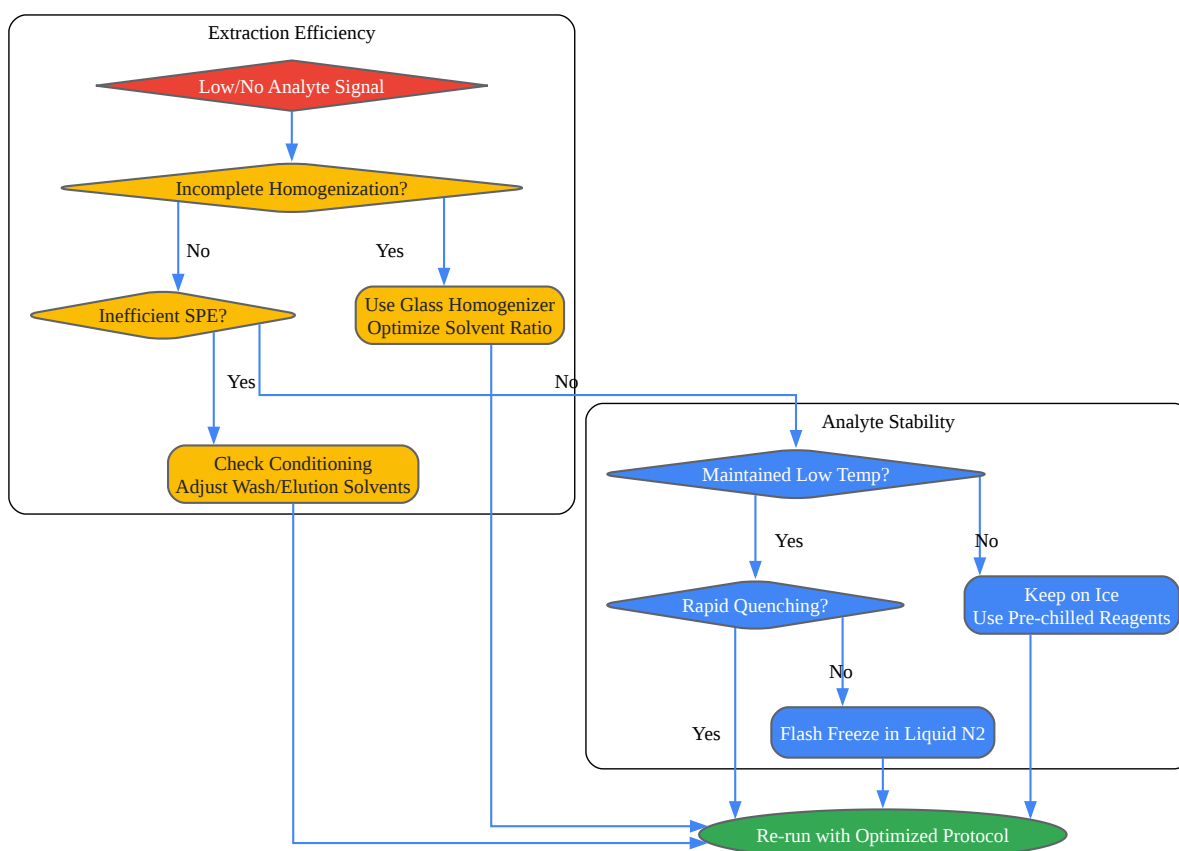 Extraction Efficiency
Low/No Analyte Signal
Incomplete Homogenization?
No
Yes
Inefficient SPE?
Use Glass Homogenizer
Optimize Solvent Ratio
Yes
No
Check Conditioning
Adjust Wash/Elution Solvents
Analyte Stability
Maintained Low Temp?
Yes
No
Rapid Quenching?
Keep on Ice
Use Pre-chilled Reagents
No
Yes
Flash Freeze in Liquid N2
Re-run with Optimized Protocol